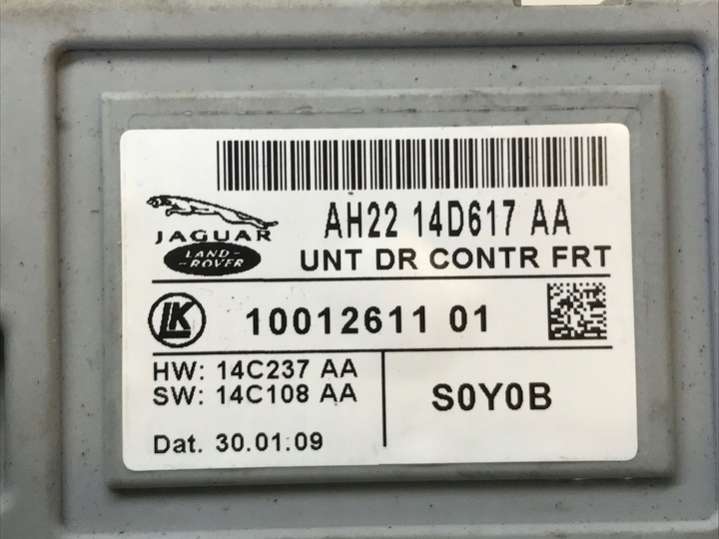 AH22 14D617 AA
JAGUAR
LAND-
-ROVER
UNT DR CONTR FRT
LK
10012611 01
HW: 14C237 AA
SW: 14C108 AA
S0Y0B
Dat. 30.01.09